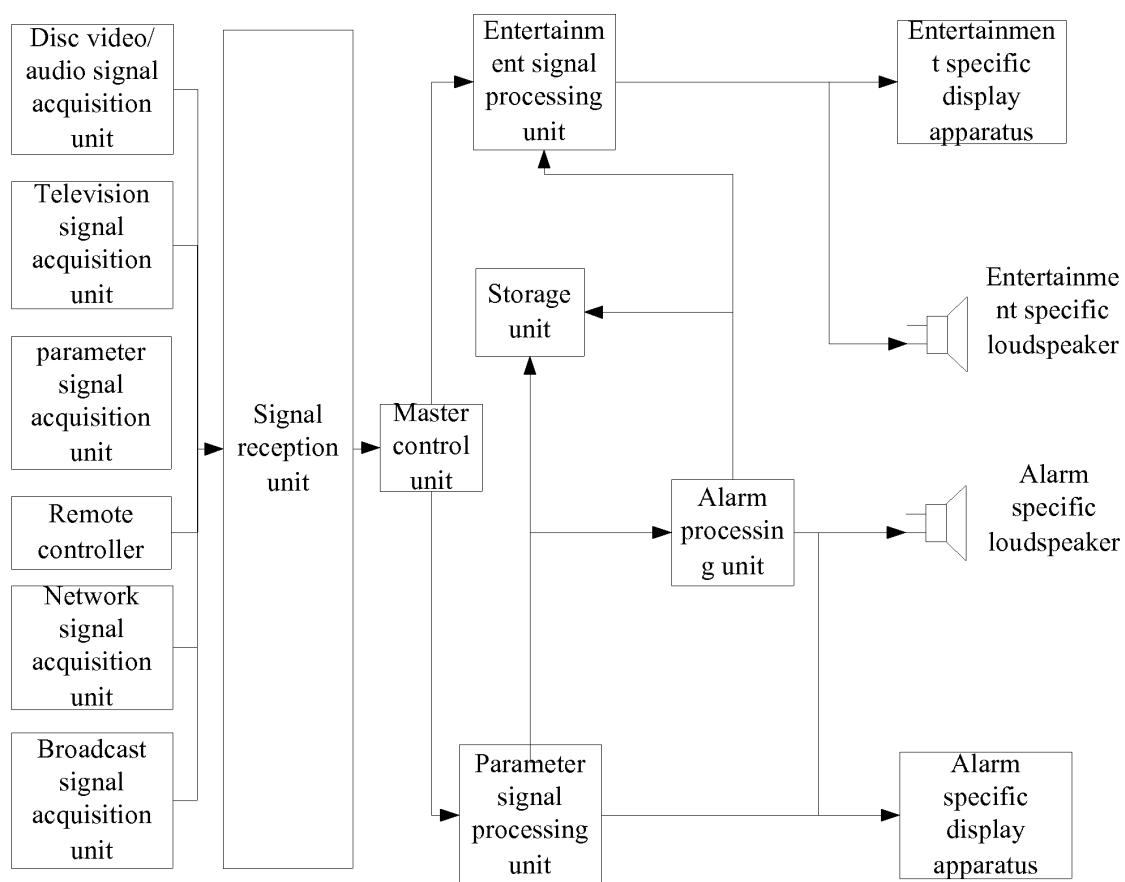 Disc video/
audio signal
acquisition
unit
Television
signal
acquisition
unit
parameter
signal
acquisition
unit
Remote
controller
Network
signal
acquisition
unit
Broadcast
signal
acquisition
unit
Signal
reception
unit
Master
control
unit
Entertainm
ent signal
processing
unit
Storage
unit
Alarm
processin
g unit
Parameter
signal
processing
unit
Entertainmen
t specific
display
apparatus
Entertainme
nt specific
loudspeaker
Alarm
specific
loudspeaker
Alarm
specific
display
apparatus